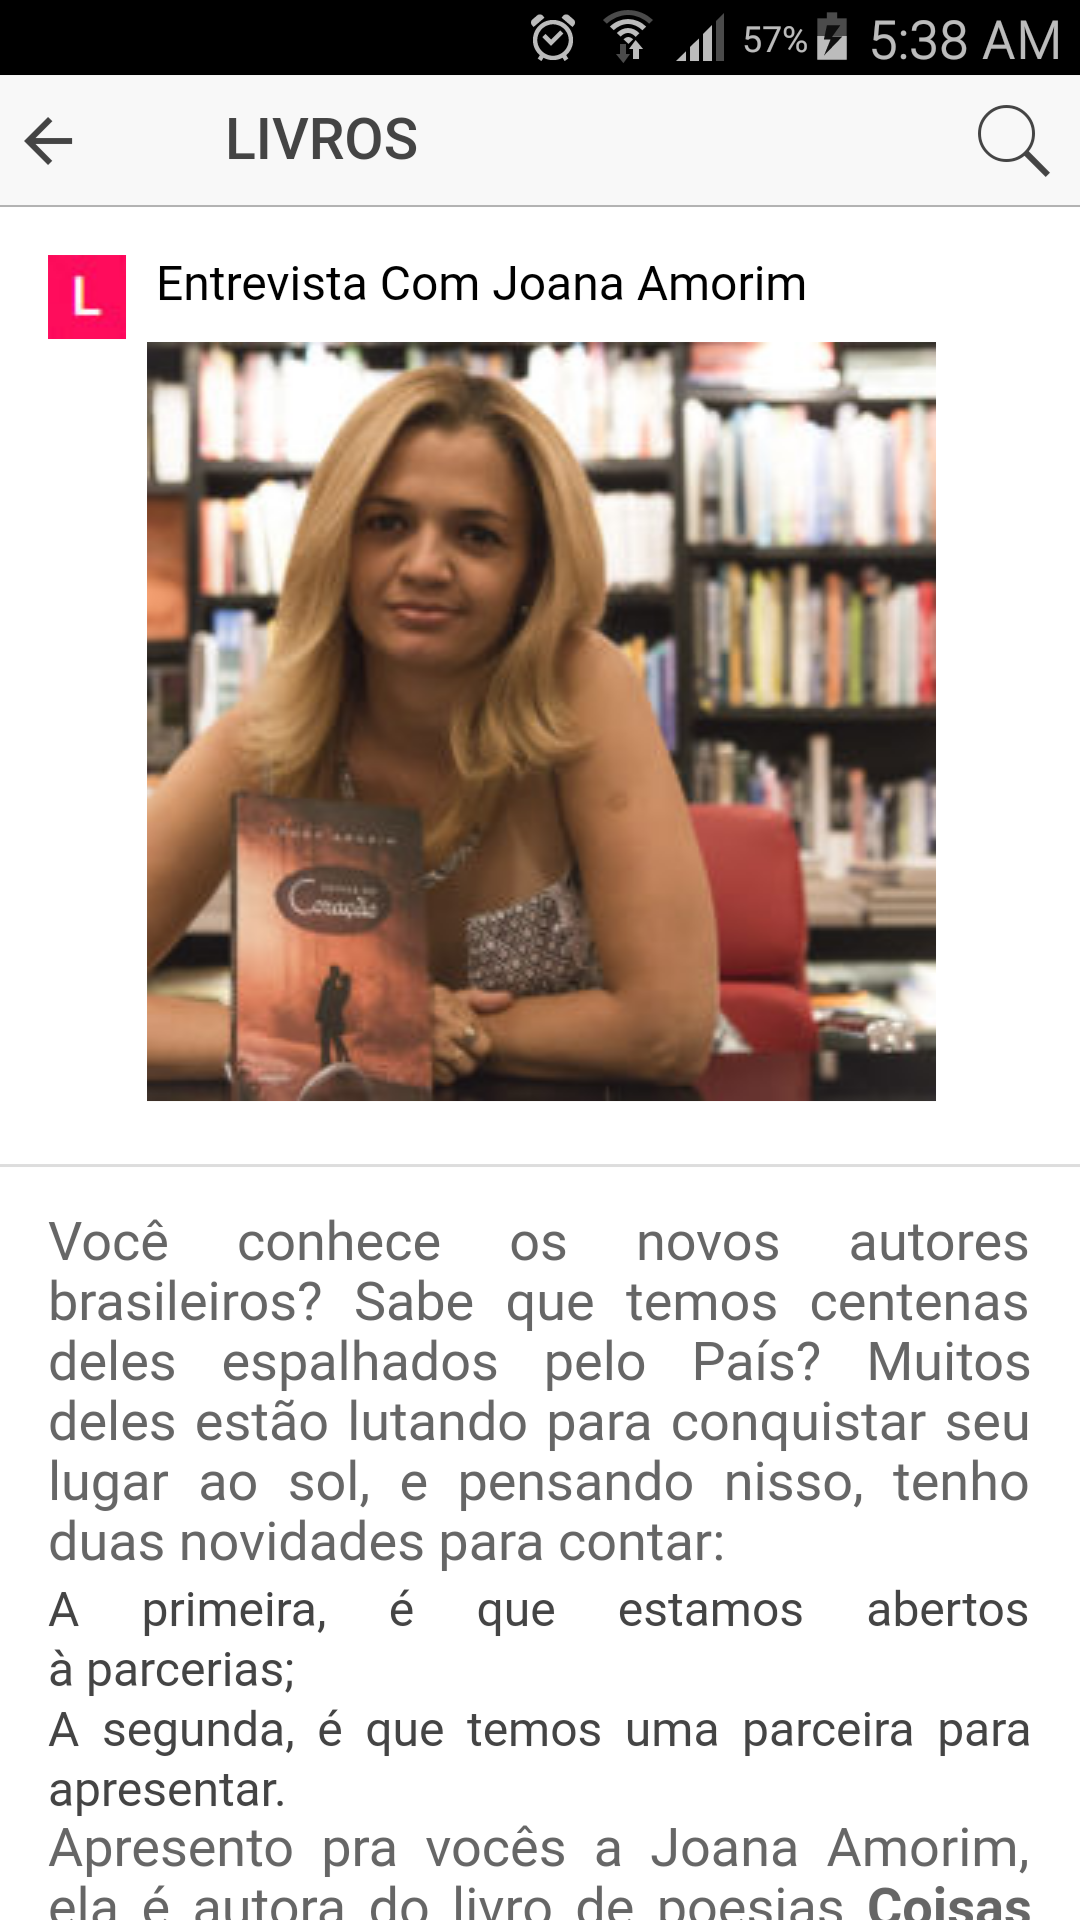 57% 5:38 AM
LIVROS
L
Entrevista Com Joana Amorim
JOANA AMORIM
Coração
Você conhece os novos autores
brasileiros? Sabe que temos centenas
deles espalhados pelo País? Muitos
deles estão lutando para conquistar seu
lugar ao sol, e pensando nisso, tenho
duas novidades para contar:
A primeira, é que estamos abertos
à parcerias;
A segunda, é que temos uma parceira para
apresentar.
Apresento pra vocês a Joana Amorim,
ela é autora do livro de poesias Coisas